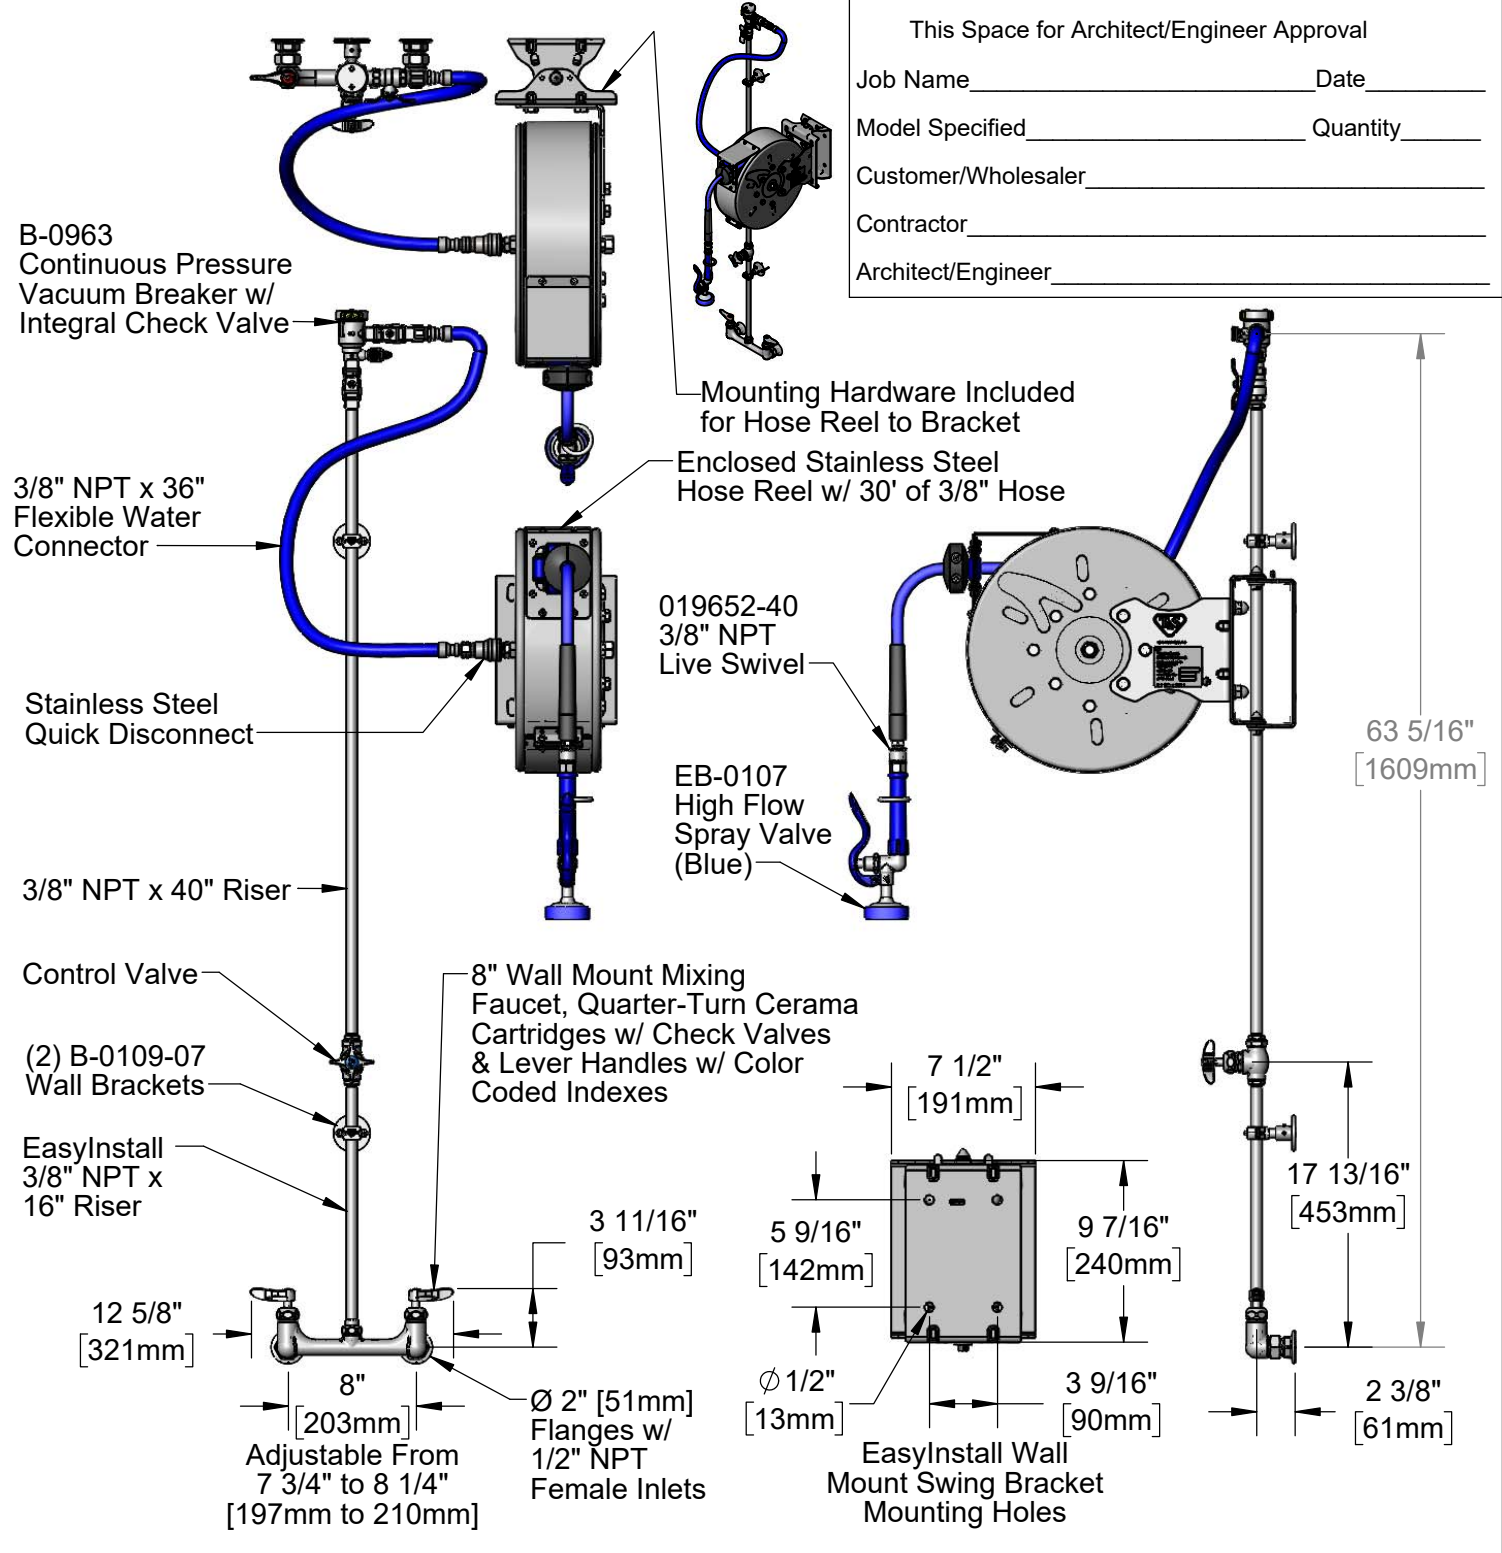 This Space for Architect/Engineer Approval
Job Name Date
Model Specified Quantity
Customer/Wholesaler
Contractor
Architect/Engineer
B-0963
Continuous Pressure
Vacuum Breaker w/
Integral Check Valve
Mounting Hardware Included
for Hose Reel to Bracket
Enclosed Stainless Steel
Hose Reel w/ 30' of 3/8" Hose
3/8" NPT x 36"
Flexible Water
Connector
019652-40
3/8" NPT
Live Swivel
T&S
Stainless Steel
Quick Disconnect
63 5/16"
[1609mm]
EB-0107
High Flow
Spray Valve
(Blue)
3/8" NPT x 40" Riser
Control Valve
8" Wall Mount Mixing
Faucet, Quarter-Turn Cerama
Cartridges w/ Check Valves
& Lever Handles w/ Color
Coded Indexes
(2) B-0109-07
Wall Brackets
EasyInstall
3/8" NPT x
16" Riser
7 1/2"
[191mm]
17 13/16"
[453mm]
3 11/16"
[93mm]
5 9/16"
[142mm]
9 7/16"
[240mm]
12 5/8"
[321mm]
8"
[203mm]
Adjustable From
7 3/4" to 8 1/4"
[197mm to 210mm]
Ø 2" [51mm]
Flanges w/
1/2" NPT
Female Inlets
Ø 1/2"
[13mm]
3 9/16"
[90mm]
EasyInstall Wall
Mount Swing Bracket
Mounting Holes
2 3/8"
[61mm]